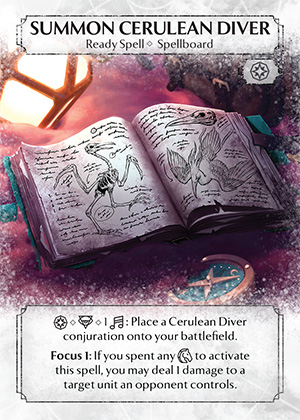 SUMMON CERULEAN DIVER
Ready Spell ⬦ Spellboard
⬦ ⬦ 1 : Place a Cerulean Diver
conjuration onto your battlefield.
Focus 1: If you spent any to activate
this spell, you may deal 1 damage to a
target unit an opponent controls.